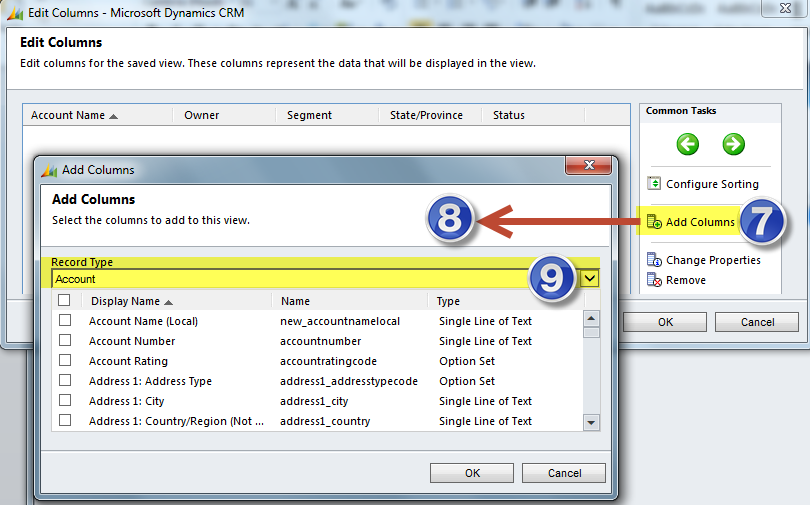 Edit Columns - Microsoft Dynamics CRM
Edit Columns
Edit columns for the saved view. These columns represent the data that will be displayed in the view.
Account Name Owner Segment State/Province Status
Common Tasks
Configure Sorting
Add Columns 7
Change Properties
Remove
OK Cancel
Add Columns
Add Columns
Select the columns to add to this view.
8
Record Type
Account 9
Display Name Name Type
Account Name (Local) new_accountnamelocal Single Line of Text
Account Number accountnumber Single Line of Text
Account Rating accountratingcode Option Set
Address 1: Address Type address1_addresstypecode Option Set
Address 1: City address1_city Single Line of Text
Address 1: Country/Region (Not ... address1_country Single Line of Text
OK Cancel